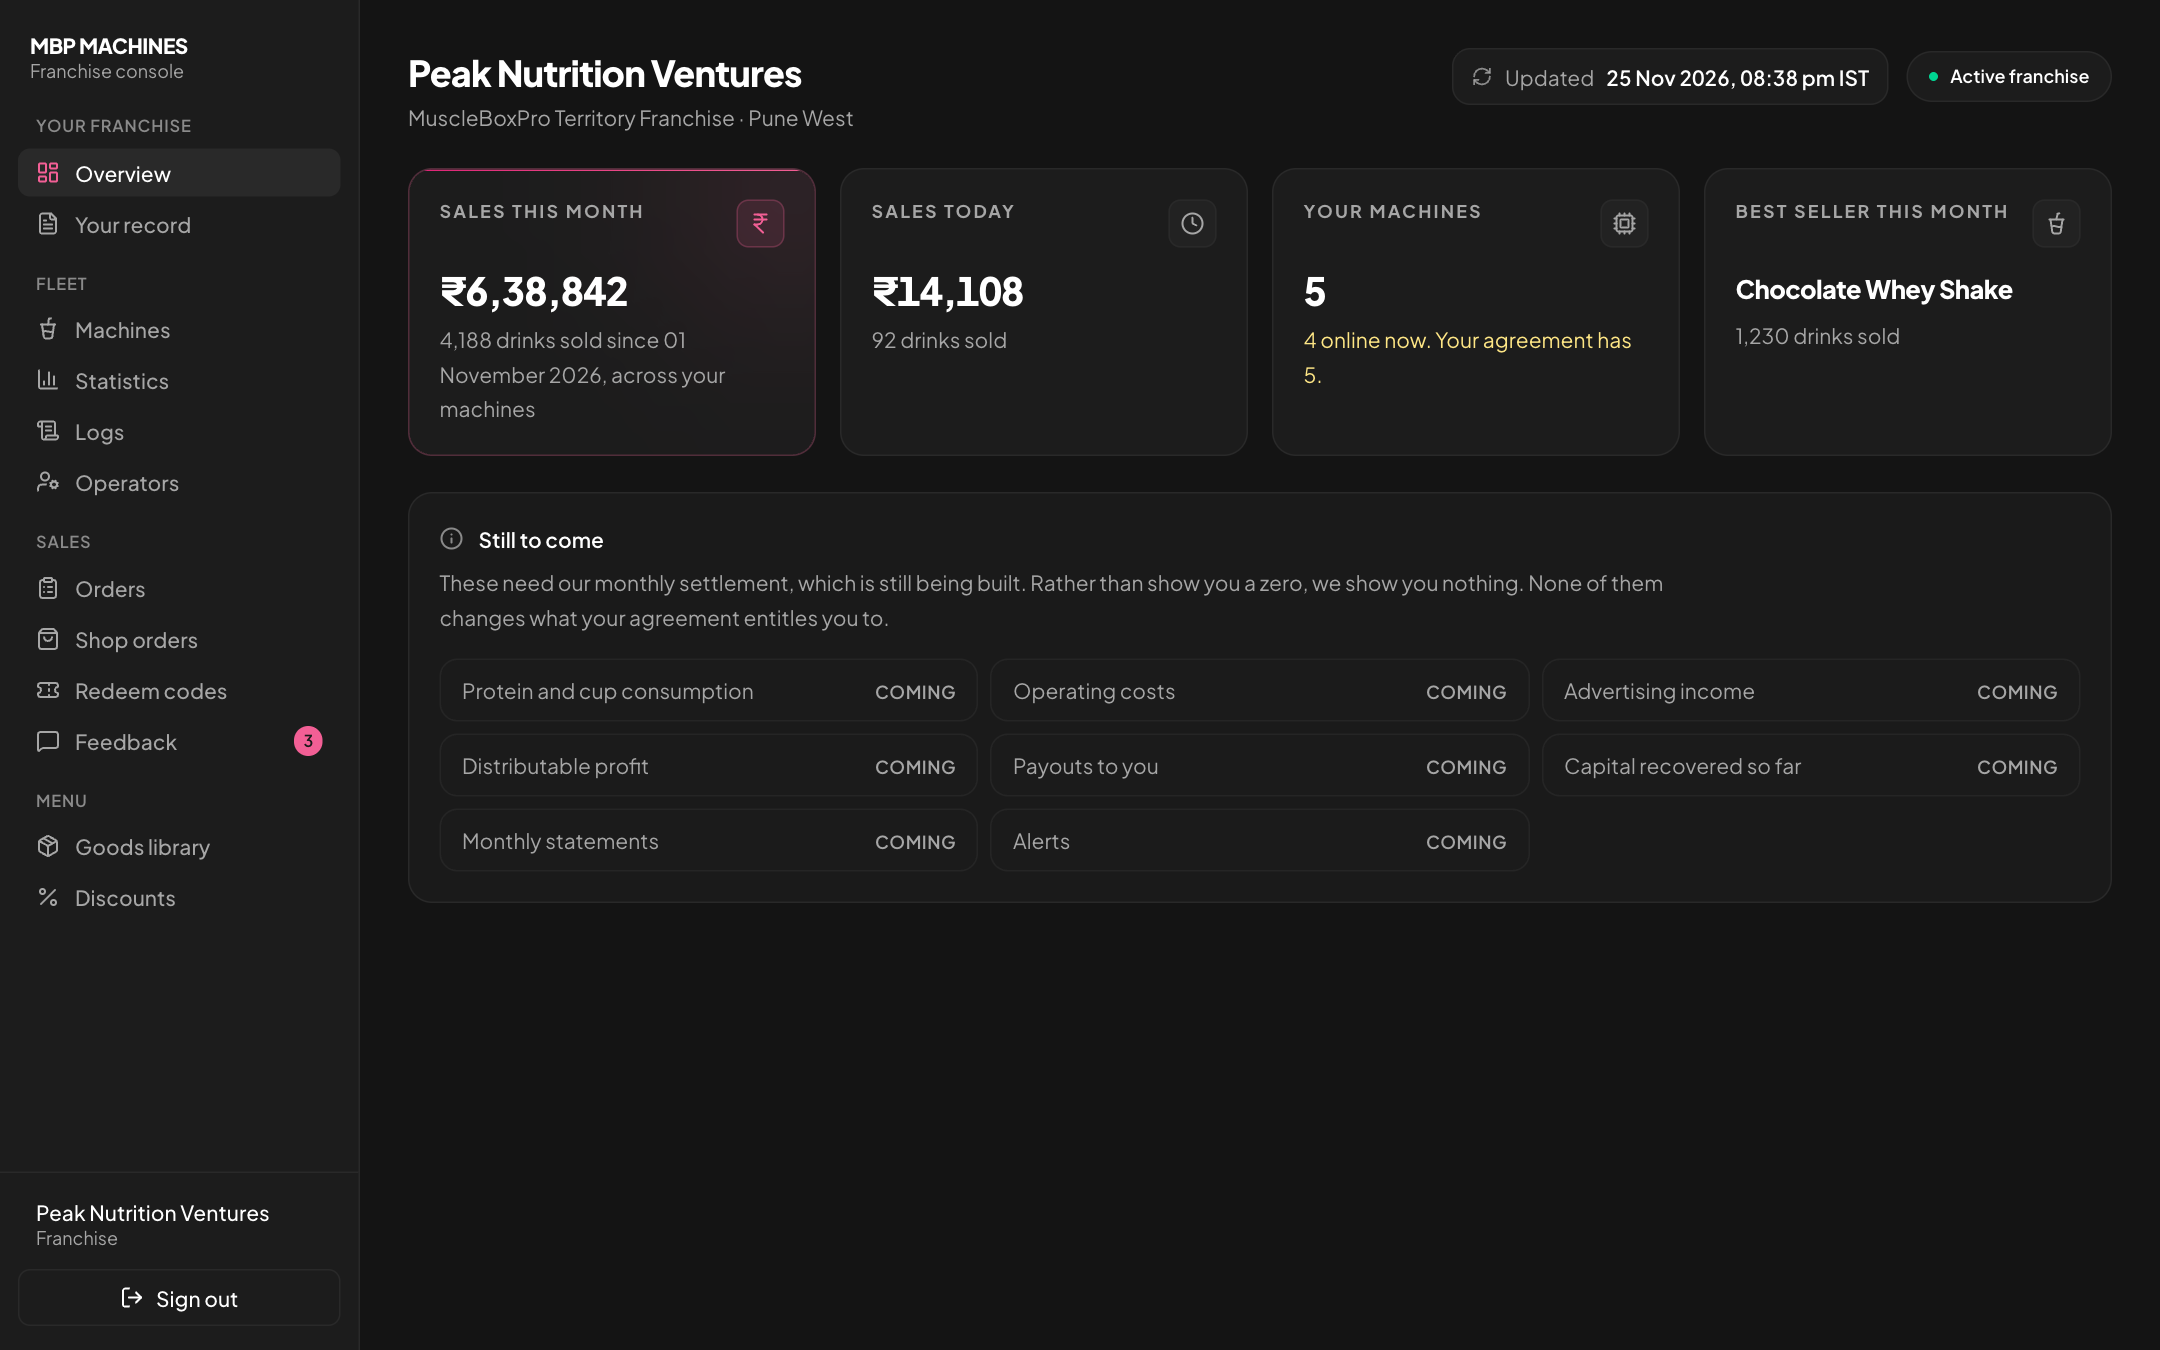 MBP MACHINES
Franchise console
YOUR FRANCHISE
Overview
Your record
FLEET
Machines
Statistics
Logs
Operators
SALES
Orders
Shop orders
Redeem codes
Feedback 3
MENU
Goods library
Discounts
Peak Nutrition Ventures
Franchise
Sign out
Peak Nutrition Ventures
MuscleBoxPro Territory Franchise · Pune West
Updated 25 Nov 2026, 08:38 pm IST
Active franchise
SALES THIS MONTH
₹6,38,842
4,188 drinks sold since 01
November 2026, across your
machines
SALES TODAY
₹14,108
92 drinks sold
YOUR MACHINES
5
4 online now. Your agreement has
5.
BEST SELLER THIS MONTH
Chocolate Whey Shake
1,230 drinks sold
Still to come
These need our monthly settlement, which is still being built. Rather than show you a zero, we show you nothing. None of them
changes what your agreement entitles you to.
Protein and cup consumption COMING
Operating costs COMING
Advertising income COMING
Distributable profit COMING
Payouts to you COMING
Capital recovered so far COMING
Monthly statements COMING
Alerts COMING